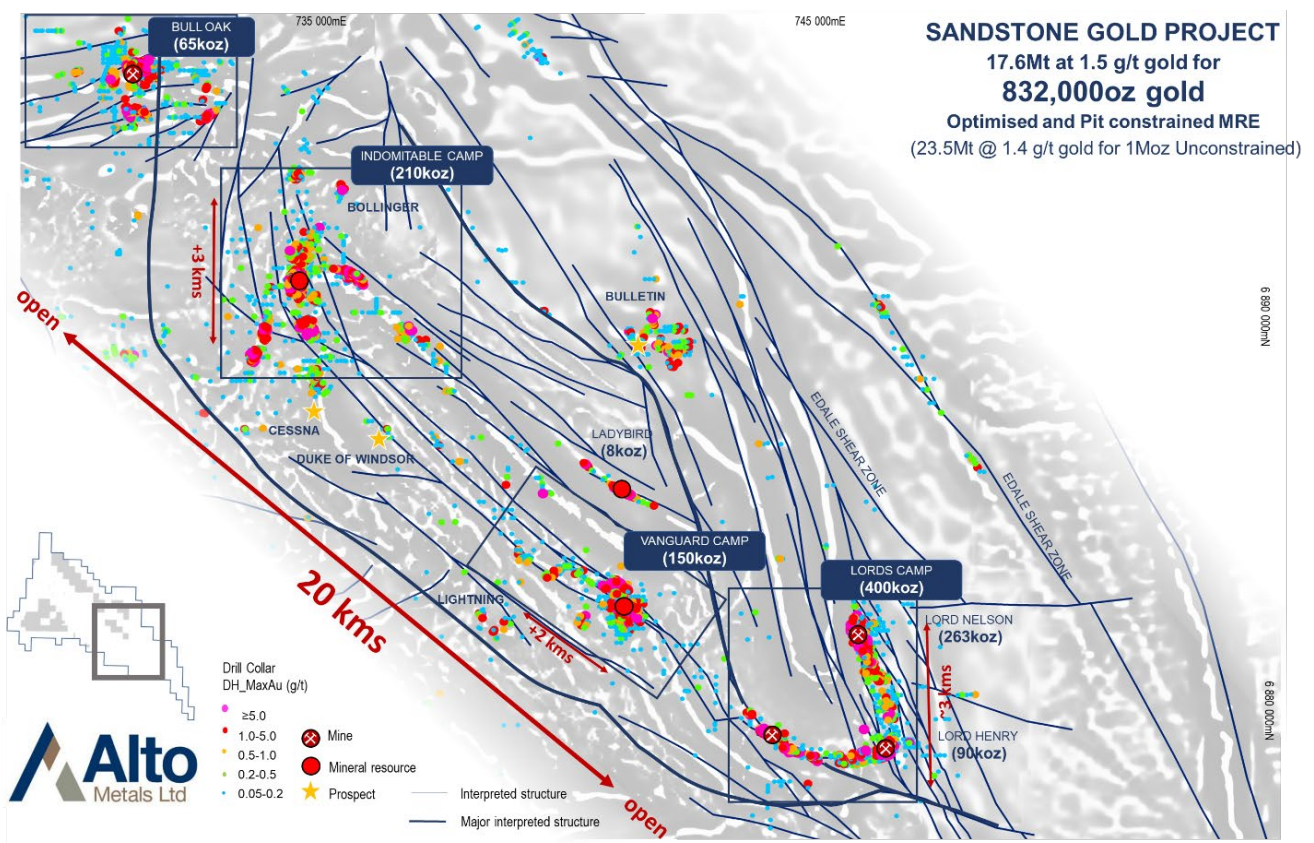 735 000mE
745 000mE
SANDSTONE GOLD PROJECT
17.6Mt at 1.5 g/t gold for
832,000oz gold
Optimised and Pit constrained MRE
(23.5Mt @ 1.4 g/t gold for 1Moz Unconstrained)
BULL OAK
(65koz)
INDOMITABLE CAMP
(210koz)
BOLLINGER
+3 kms
open
BULLETIN
6 890 000mN
EDALE SHEAR ZONE
EDALE SHEAR ZONE
CESSNA
DUKE OF WINDSOR
LADYBIRD
(8koz)
VANGUARD CAMP
(150koz)
LORDS CAMP
(400koz)
LIGHTNING
+2 kms
20 kms
LORD NELSON
(263koz)
~3 kms
6 880 000mN
LORD HENRY
(90koz)
open
Drill Collar
DH_MaxAu (g/t)
≥5.0
1.0-5.0
0.5-1.0
0.2-0.5
0.05-0.2
Mine
Mineral resource
Prospect
Interpreted structure
Major interpreted structure
Alto
Metals Ltd